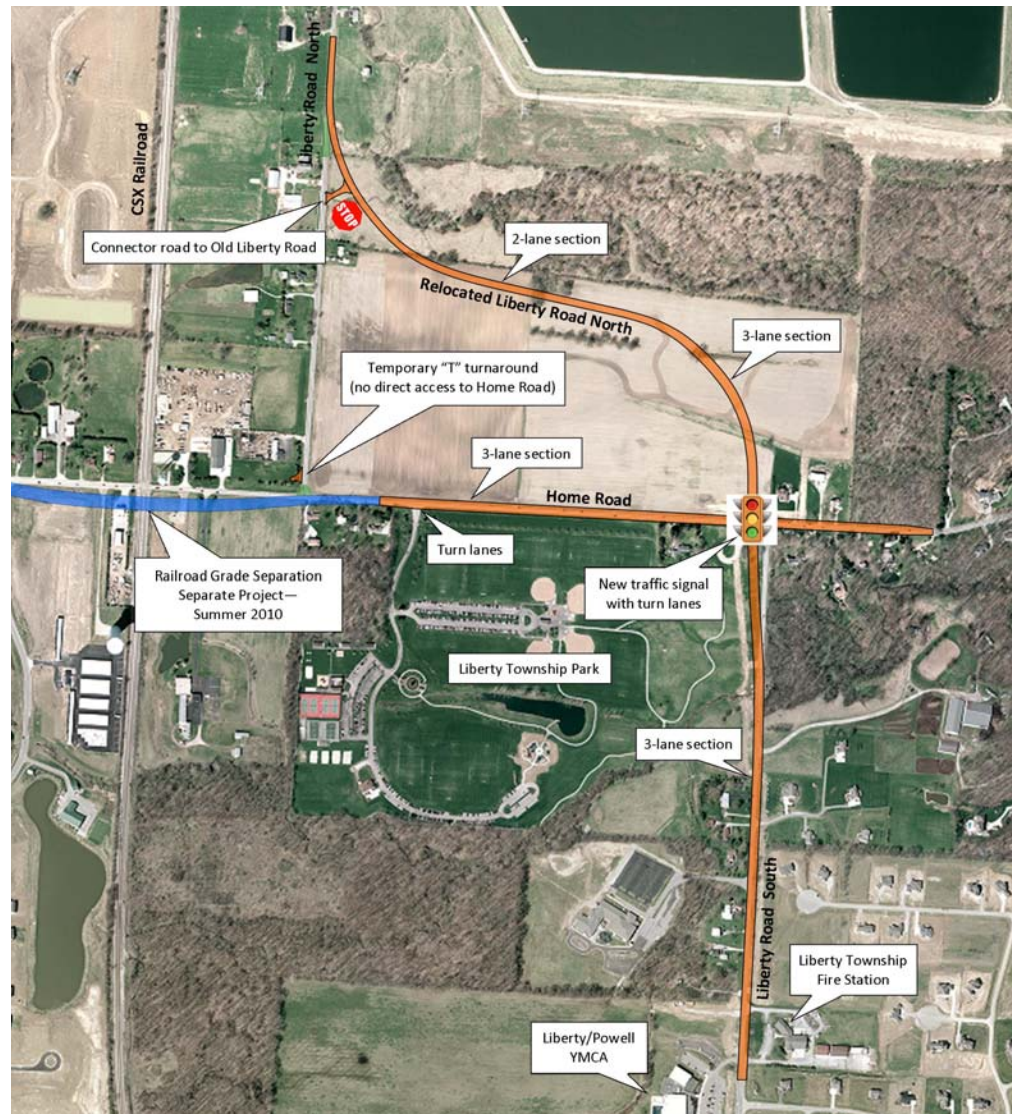 Liberty Road North
CSX Railroad
STOP
Connector road to Old Liberty Road
2-lane section
Relocated Liberty Road North
3-lane section
Temporary “T” turnaround
(no direct access to Home Road)
3-lane section
Home Road
Turn lanes
Railroad Grade Separation
Separate Project—
Summer 2010
New traffic signal
with turn lanes
Liberty Township Park
3-lane section
Liberty Road South
Liberty Township
Fire Station
Liberty/Powell
YMCA